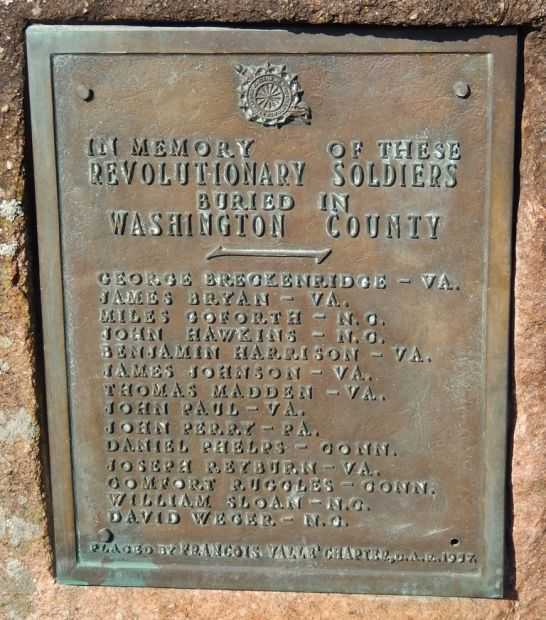 IN MEMORY OF THESE
REVOLUTIONARY SOLDIERS
BURIED IN
WASHINGTON COUNTY
GEORGE BRECKENRIDGE - VA.
JAMES BRYAN - VA.
MILES GOFORTH - N.C.
JOHN HAWKINS - N.C.
BENJAMIN HARRISON - VA.
JAMES JOHNSON - VA.
THOMAS MADDEN - VA.
JOHN PAUL - VA.
JOHN PERRY - PA.
DANIEL PHELPS - CONN.
JOSEPH REYBURN - VA.
COMFORT RUGGLES - CONN.
WILLIAM SLOAN - N.C.
DAVID WEGER - N.C.
PLACED BY FRANCOIS VALLE' CHAPTER, D.A.R. 1957.